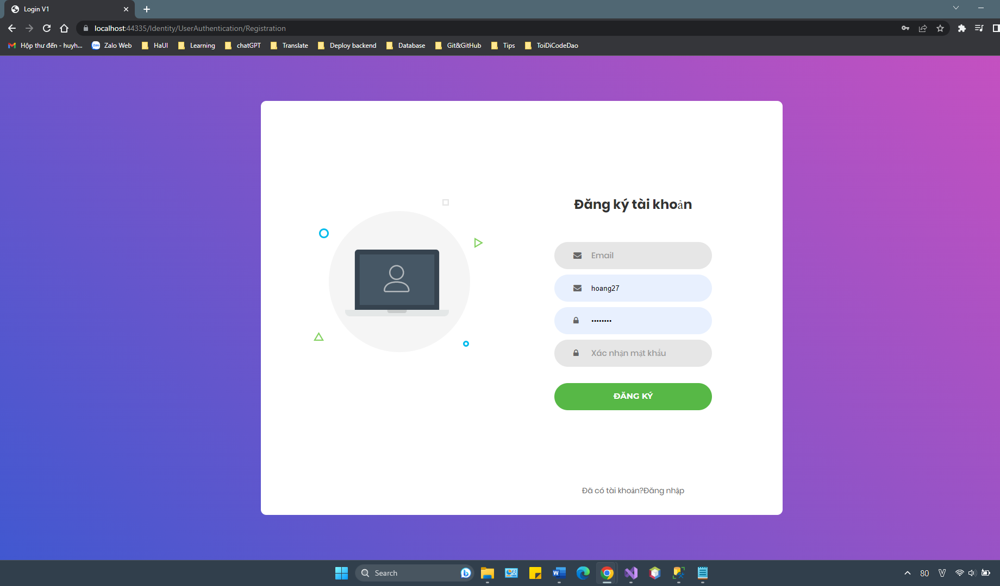 Login V1
localhost:44335/Identity/UserAuthentication/Registration
Hộp thư đến - huyh... Zalo Web HaUI Learning chatGPT Translate Deploy backend Database Git&GitHub Tips ToiDiCodeDao
Đăng ký tài khoản
Email
hoang27
••••••••
Xác nhận mật khẩu
ĐĂNG KÝ
Đã có tài khoản?Đăng nhập
Search
80
V